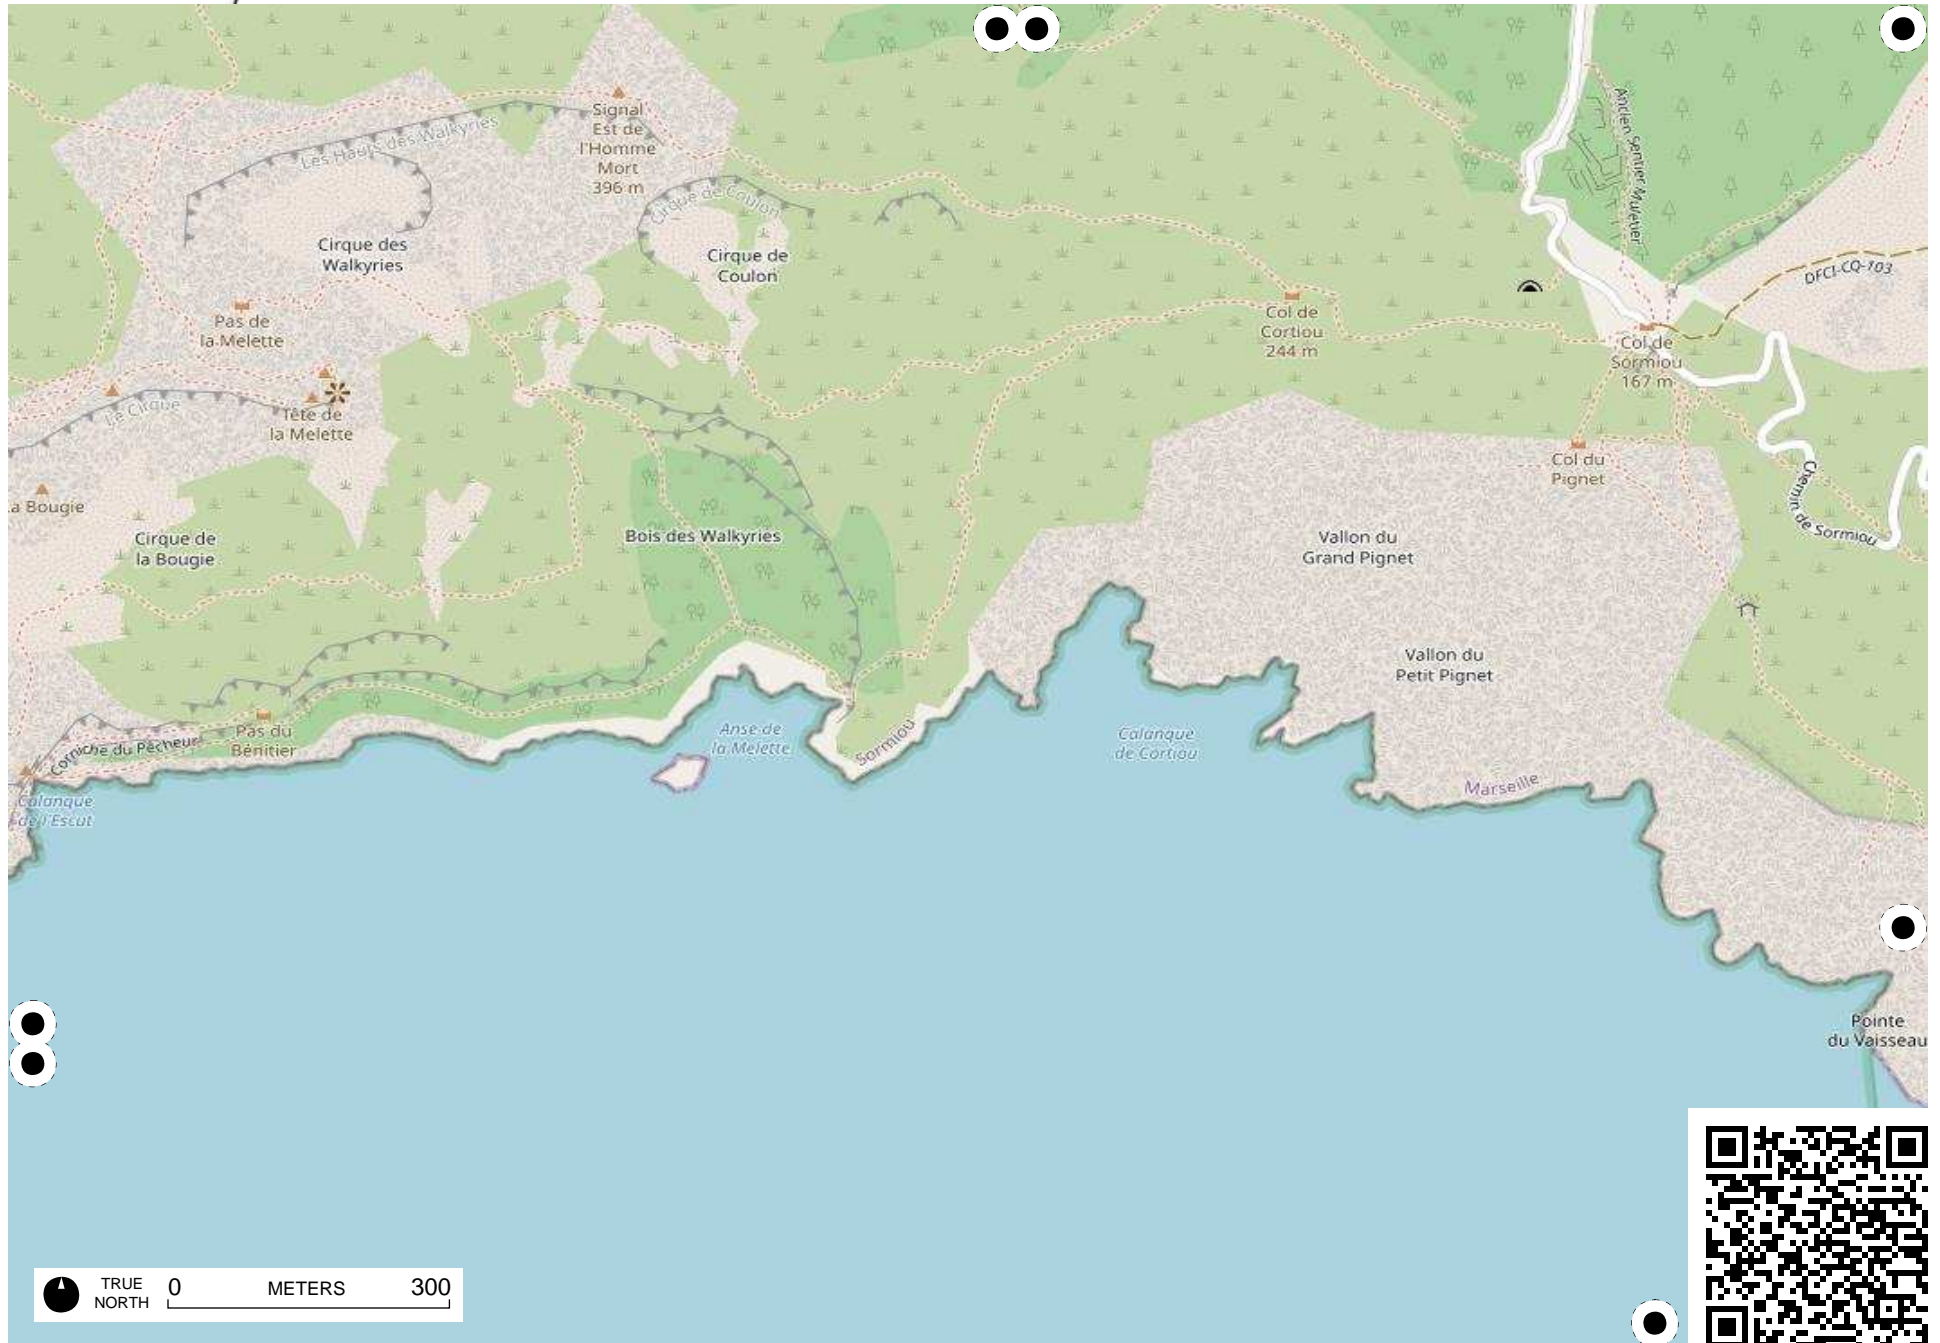 Signal
Est de
l'Homme
Mort
396 m
Les Hauts des Walkyries
Ancien Sentier Muletier
Cirque de Coulon
Cirque des
Walkyries
Cirque de
Coulon
DFCI-CQ-103
Pas de
la Melette
Col de
Cortiou
244 m
Col de
Sormiou
167 m
Le Cirque
Tête de
la Melette
Col du
Pignet
Chemin de Sormiou
a Bougie
Cirque de
la Bougie
Bois des Walkyries
Vallon du
Grand Pignet
Vallon du
Petit Pignet
Corniche du Pêcheur
Pas du
Bénitier
Anse de
la Melette
Sormiou
Calanque
de Cortiou
Marseille
Calanque
de l'Escut
Pointe
du Vaisseau
TRUE
NORTH
0 METERS 300